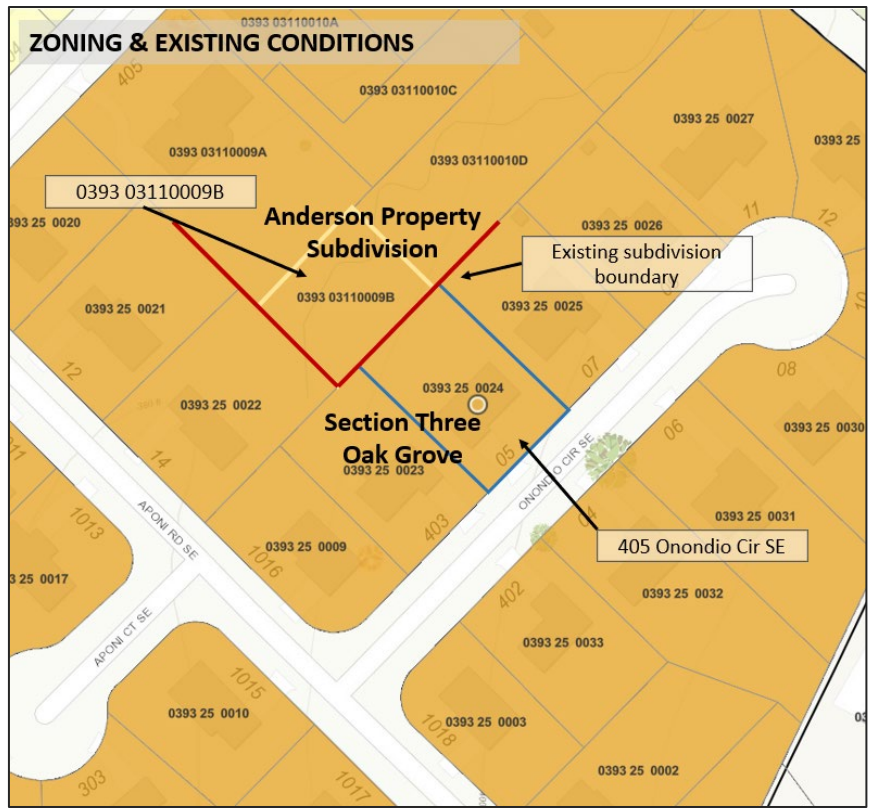 0393 03110010A
ZONING & EXISTING CONDITIONS
405
0393 03110010C
0393 25 0027
0393 25
0393 03110009A
0393 03110010D
0393 03110009B
11
12
393 25 0020
Anderson Property
Subdivision
0393 25 0026
Existing subdivision
boundary
0393 03110009B
0393 25 0021
0393 25 0025
10
12
07
08
0393 25 0024
0393 25 0022
Section Three
Oak Grove
05
06
0393 25 0030
14
0393 25 0023
ONONDIO CIR SE
1013
APONI RD SE
403
04
0393 25 0031
0393 25 0009
1016
405 Onondio Cir SE
3 25 0017
402
0393 25 0032
APONI CT SE
0393 25 0033
1015
0393 25 0010
1018
0393 25 0003
03
303
1017
0393 25 0002